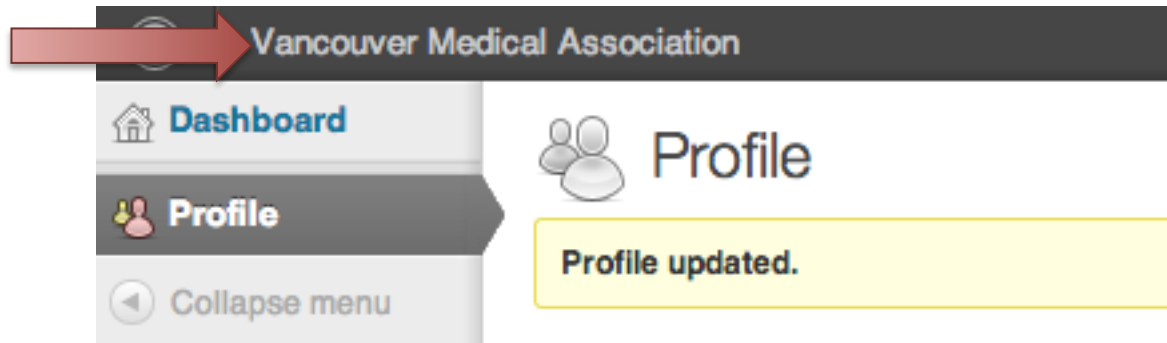 Vancouver Medical Association
Dashboard
Profile
Collapse menu
Profile
Profile updated.